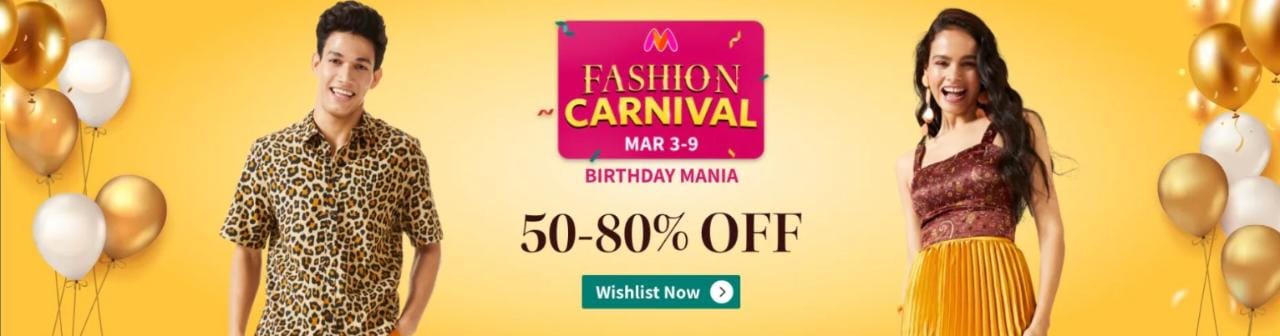 FASHION
CARNIVAL
MAR 3-9
BIRTHDAY MANIA
50-80% OFF
Wishlist Now